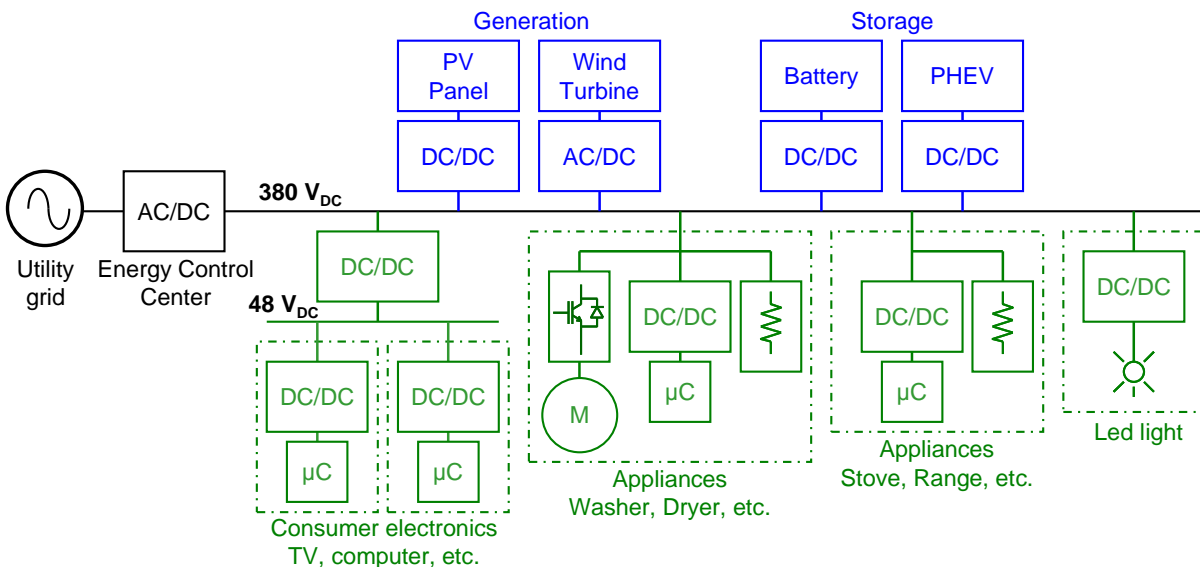 Generation
Storage
PV
Panel
Wind
Turbine
Battery
PHEV
DC/DC
AC/DC
DC/DC
DC/DC
380 VDC
AC/DC
Utility
grid
Energy Control
Center
DC/DC
48 VDC
DC/DC
DC/DC
µC
µC
Consumer electronics
TV, computer, etc.
DC/DC
µC
M
Appliances
Washer, Dryer, etc.
DC/DC
µC
Appliances
Stove, Range, etc.
DC/DC
Led light